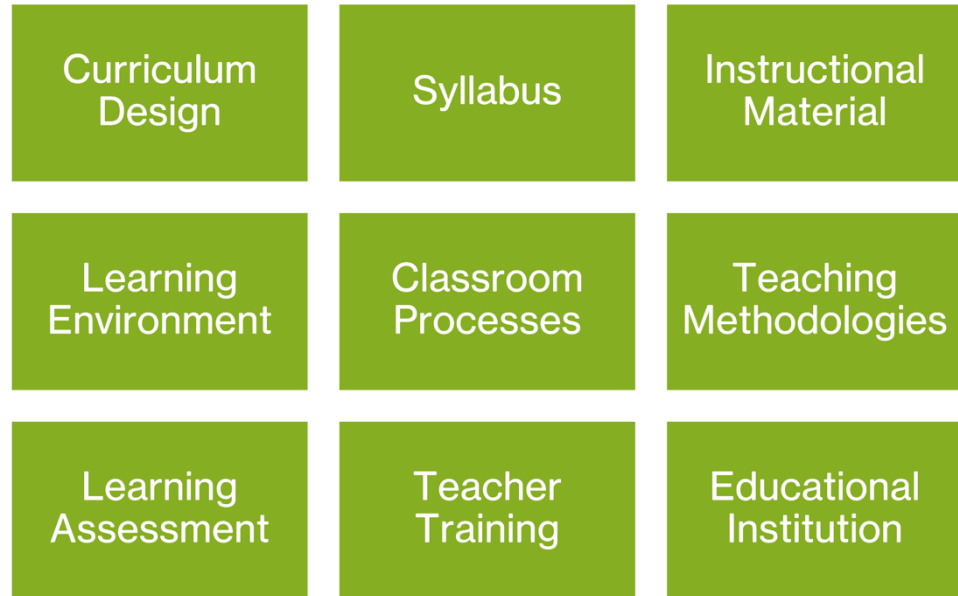 Curriculum
Design
Syllabus
Instructional
Material
Learning
Environment
Classroom
Processes
Teaching
Methodologies
Learning
Assessment
Teacher
Training
Educational
Institution